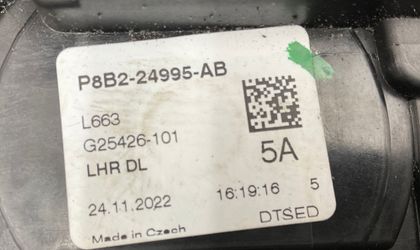 P8B2-24995-AB
L663
G25426-101
5A
LHR DL
24.11.2022 16:19:16 5
DTSED
Made in Czech